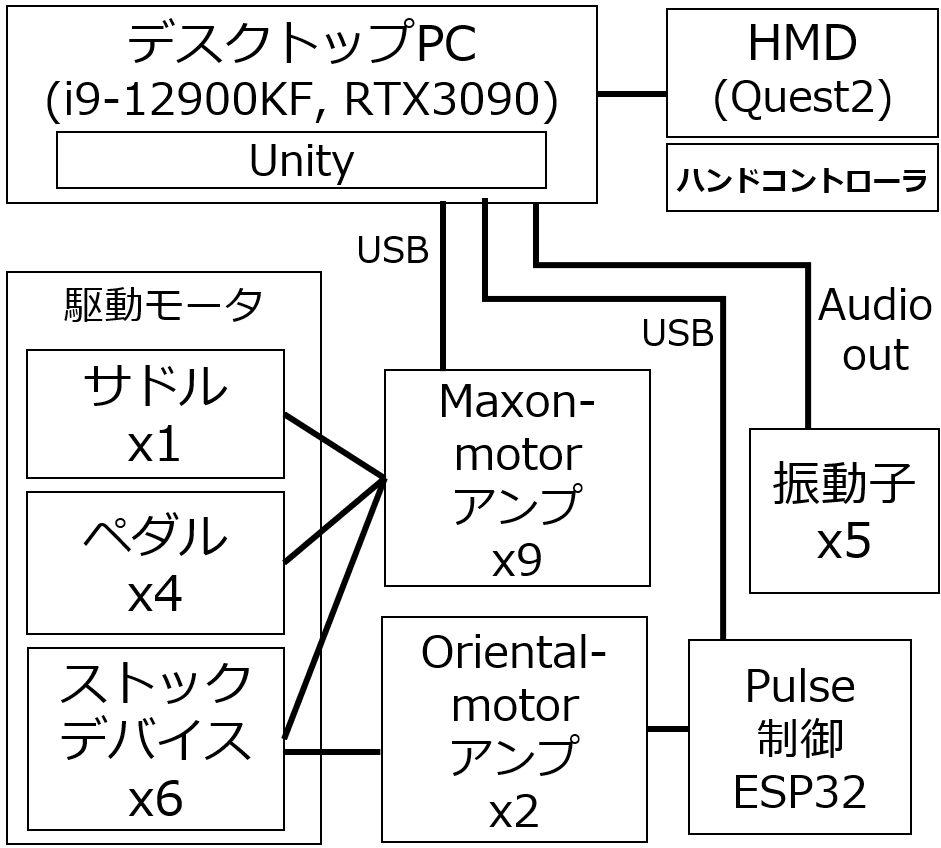 デスクトップPC
(i9-12900KF, RTX3090)
Unity
HMD
(Quest2)
ハンドコントローラ
USB
USB
Audio
out
駆動モータ
サドル
x1
ペダル
x4
ストック
デバイス
x6
Maxon-
motor
アンプ
x9
Oriental-
motor
アンプ
x2
振動子
x5
Pulse
制御
ESP32